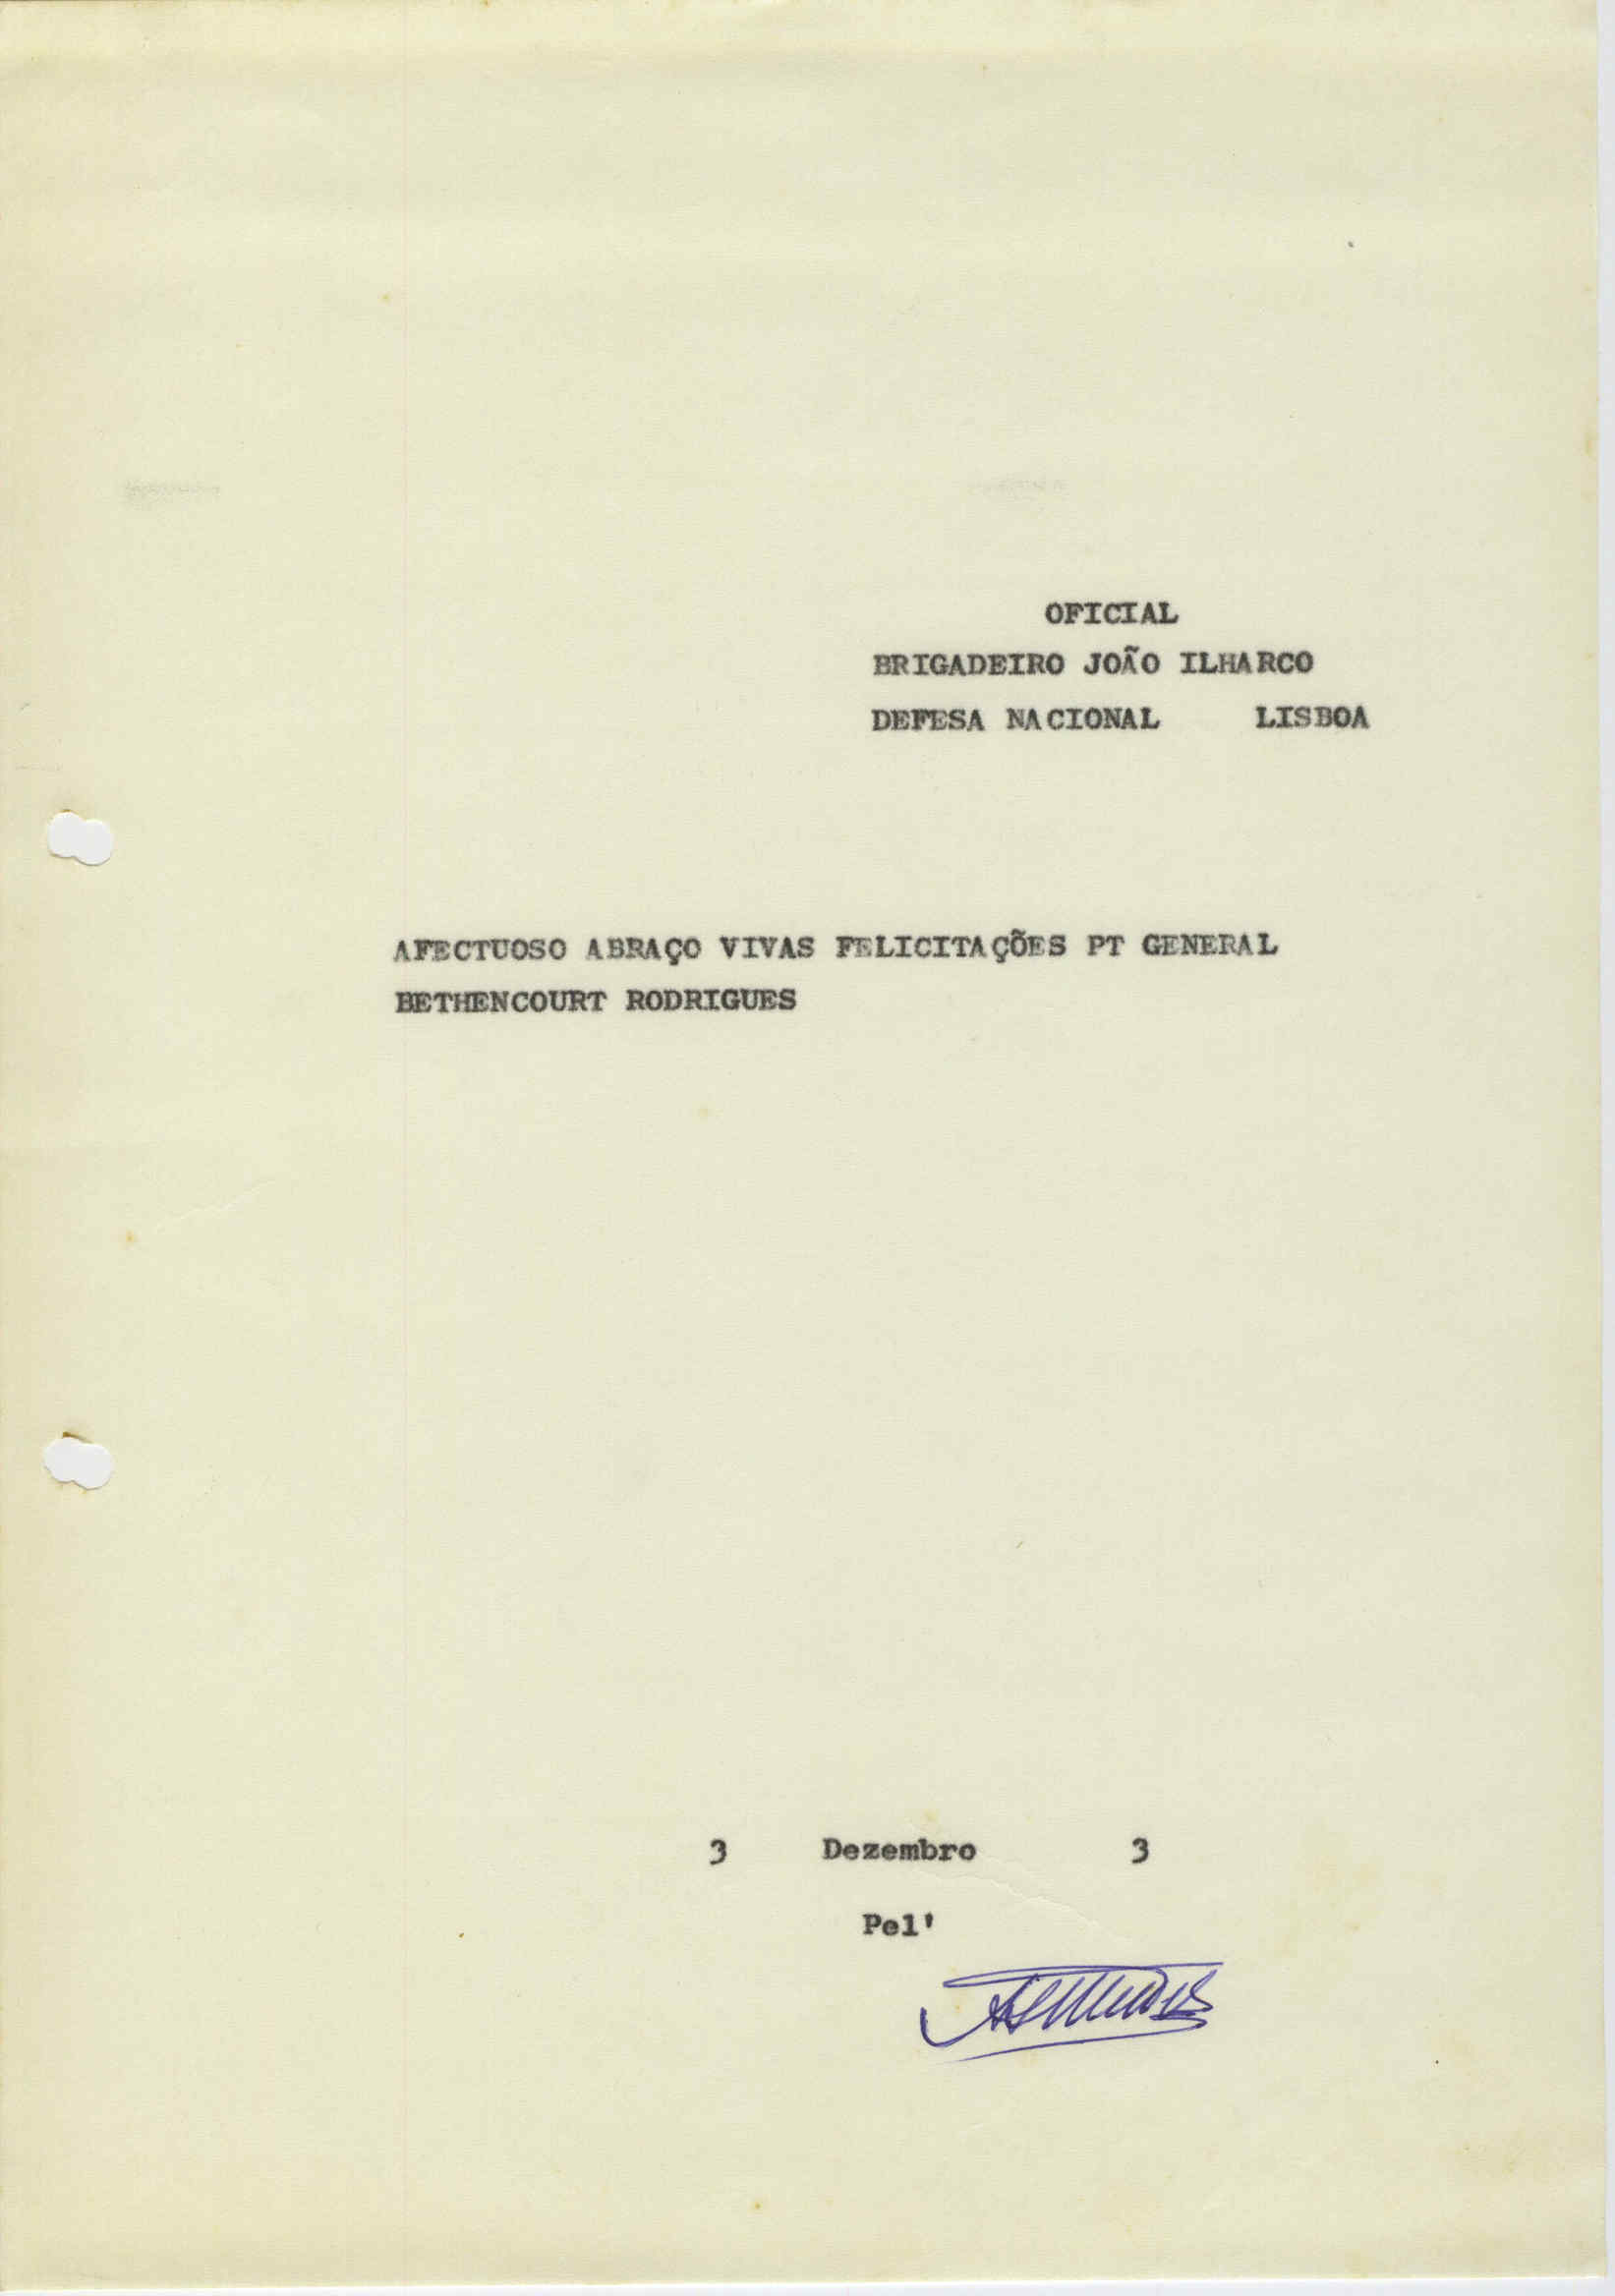 OFICIAL
BRIGADEIRO JOÃO ILHARCO
DEFESA NACIONAL LISBOA
AFECTUOSO ABRAÇO VIVAS FELICITAÇÕES PT GENERAL
BETHENCOURT RODRIGUES
3 Dezembro 3
Pel'